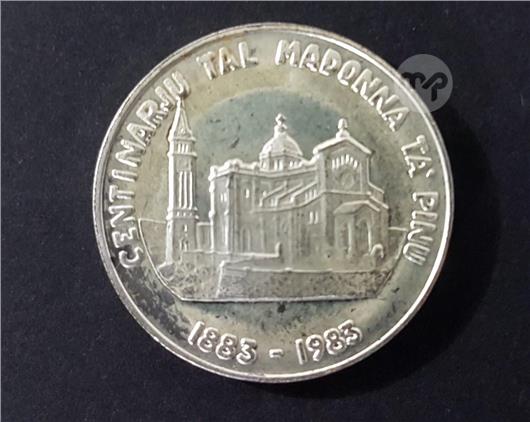 CENTINARJU TAL MADONNA TA' PINU
1883 - 1983